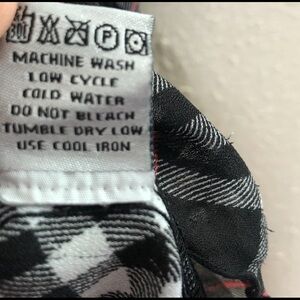 P
MACHINE WASH
LOW CYCLE
COLD WATER
DO NOT BLEACH
TUMBLE DRY LOW
USE COOL IRON